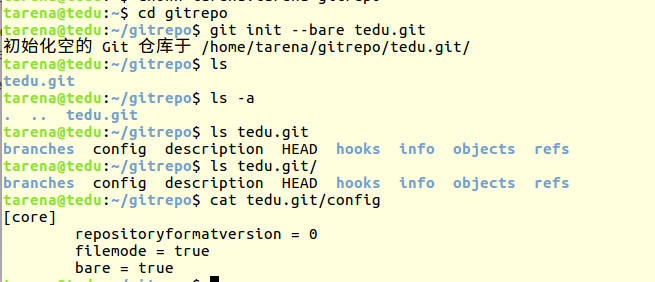 tarena@tedu:~$ cd gitrepo
tarena@tedu:~/gitrepo$ git init --bare tedu.git
初始化空的 Git 仓库于 /home/tarena/gitrepo/tedu.git/
tarena@tedu:~/gitrepo$ ls
tedu.git
tarena@tedu:~/gitrepo$ ls -a
. .. tedu.git
tarena@tedu:~/gitrepo$ ls tedu.git
branches config description HEAD hooks info objects refs
tarena@tedu:~/gitrepo$ ls tedu.git/
branches config description HEAD hooks info objects refs
tarena@tedu:~/gitrepo$ cat tedu.git/config
[core]
repositoryformatversion = 0
filemode = true
bare = true
tarena@tedu:~/gitrepo$